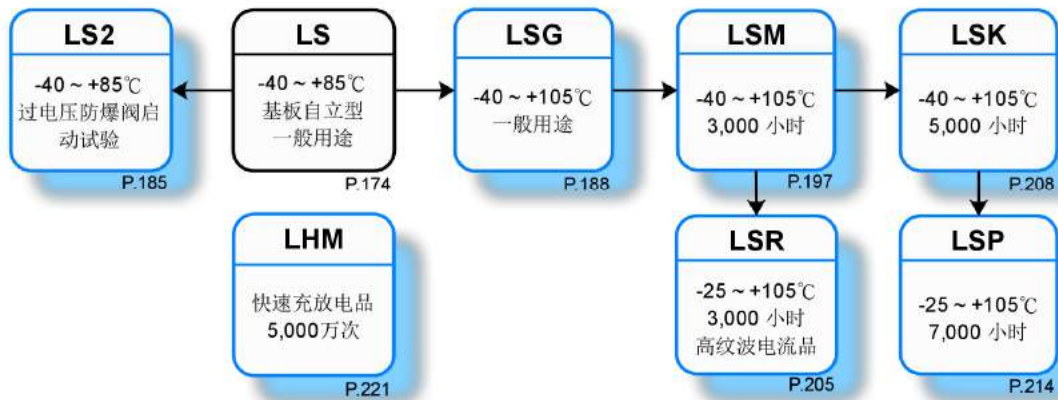 LS2
-40 ~ +85℃
过电压防爆阀启
动试验
P.185
LS
-40 ~ +85℃
基板自立型
一般用途
P.174
LSG
-40 ~ +105℃
一般用途
P.188
LSM
-40 ~ +105℃
3,000 小时
P.197
LSK
-40 ~ +105℃
5,000 小时
P.208
LHM
快速充放电品
5,000万次
P.221
LSR
-25 ~ +105℃
3,000 小时
高纹波电流品
P.205
LSP
-25 ~ +105℃
7,000 小时
P.214